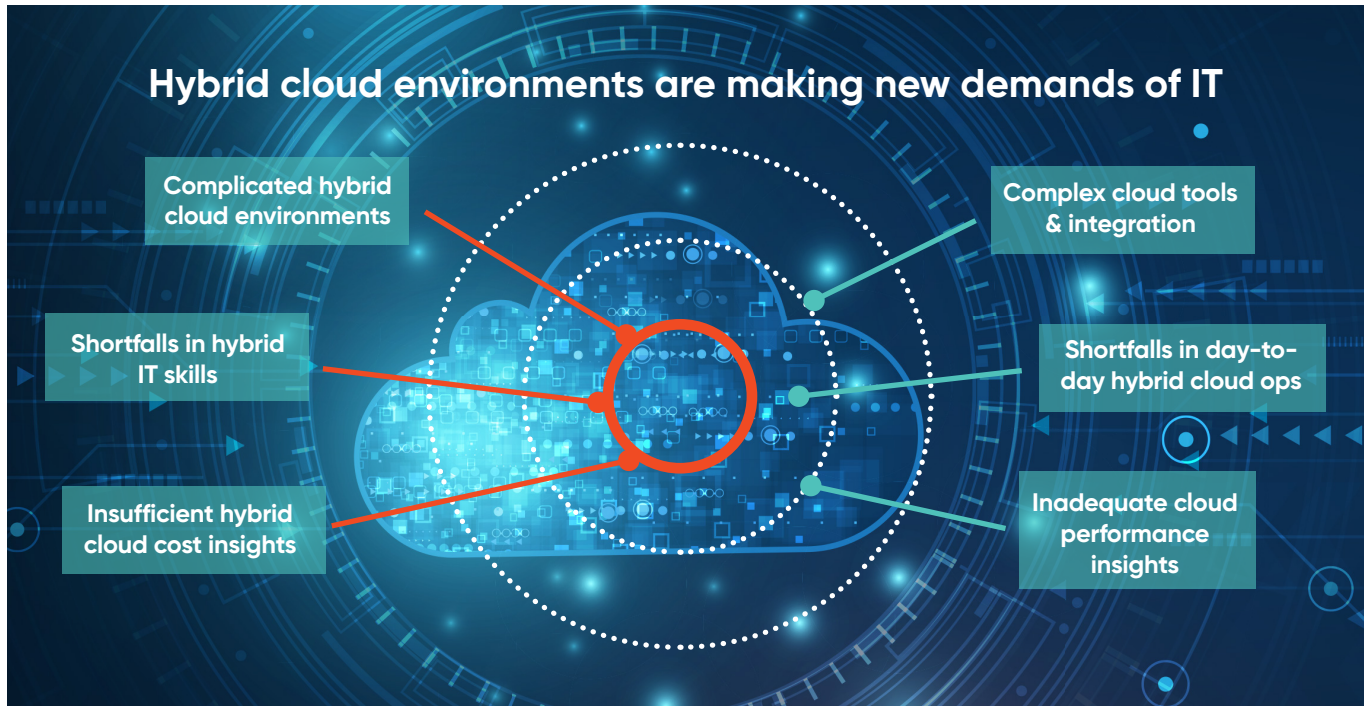 Hybrid cloud environments are making new demands of IT
Complicated hybrid
cloud environments
Shortfalls in hybrid
IT skills
Insufficient hybrid
cloud cost insights
Complex cloud tools
& integration
Shortfalls in day-to-
day hybrid cloud ops
Inadequate cloud
performance
insights